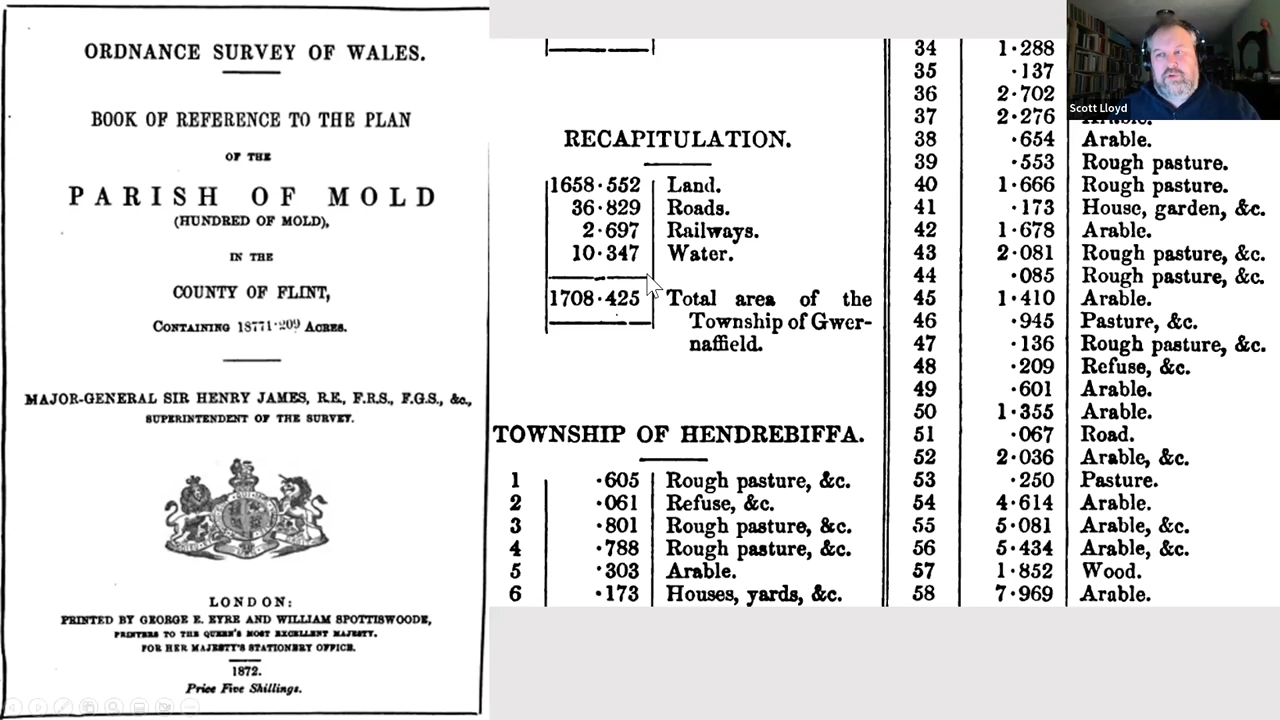 ORDNANCE SURVEY OF WALES.
BOOK OF REFERENCE TO THE PLAN
OF THE
PARISH OF MOLD
(HUNDRED OF MOLD),
IN THE
COUNTY OF FLINT,
CONTAINING 18771·209 ACRES.
MAJOR-GENERAL SIR HENRY JAMES, R.E., F.R.S., F.G.S., &c.,
SUPERINTENDENT OF THE SURVEY.
LONDON:
PRINTED BY GEORGE E. EYRE AND WILLIAM SPOTTISWOODE,
PRINTERS TO THE QUEEN'S MOST EXCELLENT MAJESTY.
FOR HER MAJESTY'S STATIONERY OFFICE.
1872.
Price Five Shillings.
RECAPITULATION.
1658·552 Land.
36·829 Roads.
2·697 Railways.
10·347 Water.
1708·425 Total area of the
Township of Gwer-
naffield.
TOWNSHIP OF HENDREBIFFA.
1 ·605 Rough pasture, &c.
2 ·061 Refuse, &c.
3 ·801 Rough pasture, &c.
4 ·788 Rough pasture, &c.
5 ·303 Arable.
6 ·173 Houses, yards, &c.
34 1·288
35 ·137
36 2·702
37 2·276
38 ·654 Arable.
39 ·553 Rough pasture.
40 1·666 Rough pasture.
41 ·173 House, garden, &c.
42 1·678 Arable.
43 2·081 Rough pasture, &c.
44 ·085 Rough pasture, &c.
45 1·410 Arable.
46 ·945 Pasture, &c.
47 ·136 Rough pasture, &c.
48 ·209 Refuse, &c.
49 ·601 Arable.
50 1·355 Arable.
51 ·067 Road.
52 2·036 Arable, &c.
53 ·250 Pasture.
54 4·614 Arable.
55 5·081 Arable, &c.
56 5·434 Arable, &c.
57 1·852 Wood.
58 7·969 Arable.
Scott Lloyd